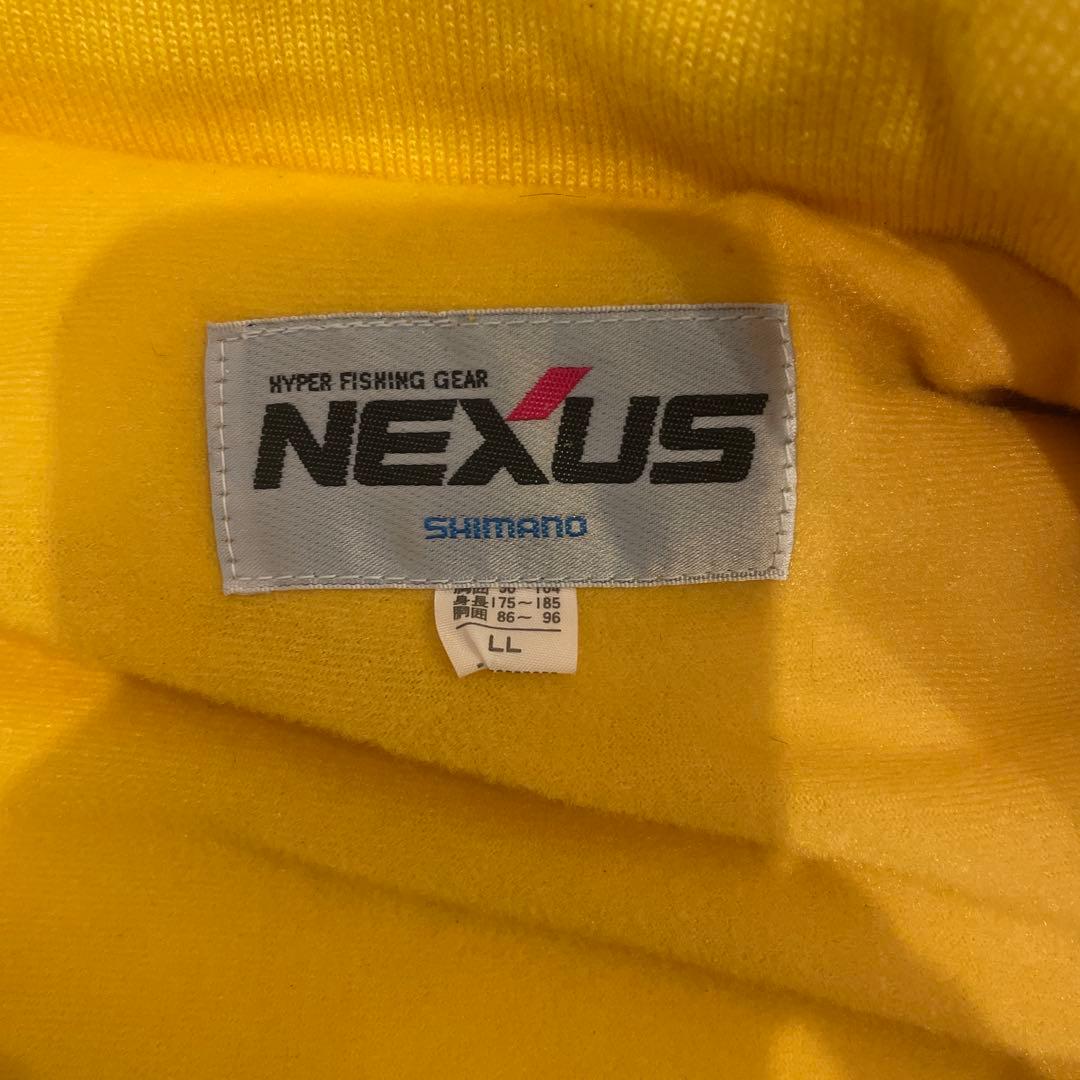 HYPER FISHING GEAR
NEXUS
SHIMANO
身長175~185
胴囲 86~ 96
LL